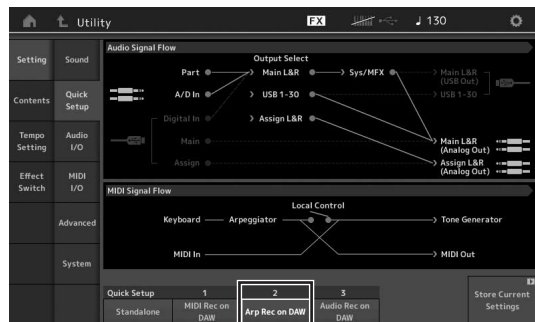 Utility
FX
♩ 130
Setting
Contents
Tempo
Setting
Effect
Switch
Sound
Quick
Setup
Audio
I/O
MIDI
I/O
Advanced
System
Audio Signal Flow
Output Select
Part
Main L&R
Sys/MFX
Main L&R
(USB Out)
A/D In
USB 1-30
USB 1-30
Digital In
Assign L&R
Main
Main L&R
(Analog Out)
Assign
Assign L&R
(Analog Out)
MIDI Signal Flow
Local Control
Keyboard
Arpeggiator
Tone Generator
MIDI In
MIDI Out
Quick Setup
1
2
3
Standalone
MIDI Rec on
DAW
Arp Rec on DAW
Audio Rec on
DAW
Store Current
Settings